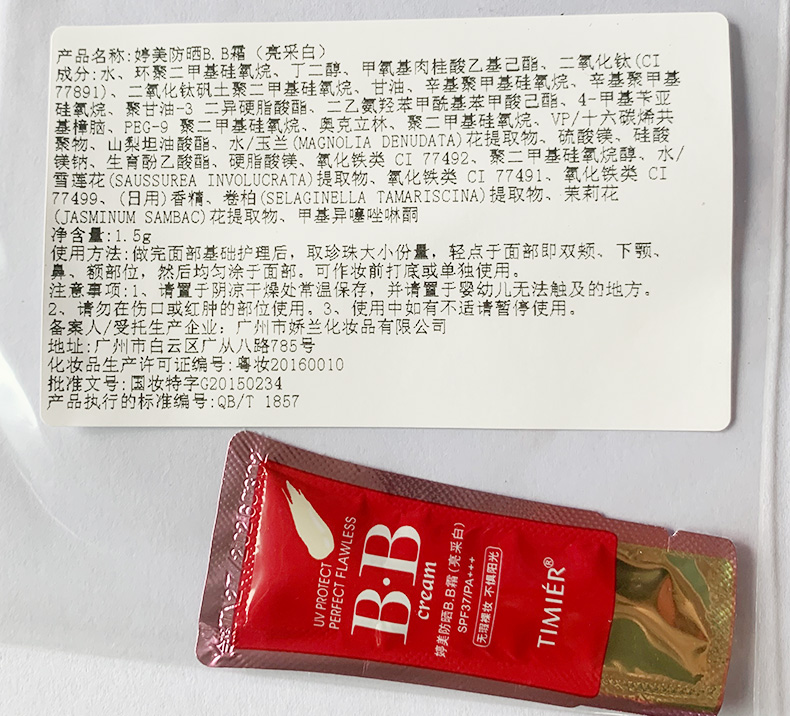 产品名称:婷美防晒B.B霜（亮采白）
成分:水、环聚二甲基硅氧烷、丁二醇、甲氧基肉桂酸乙基己酯、二氧化钛(CI
77891)、二氧化钛矾土聚二甲基硅氧烷、甘油、辛基聚甲基硅氧烷、辛基聚甲基
硅氧烷、聚甘油-3 二异硬脂酸酯、二乙氨羟苯甲酰基苯甲酸己酯、4-甲基苄亚
基樟脑、PEG-9 聚二甲基硅氧烷、奥克立林、聚二甲基硅氧烷、VP/十六碳烯共
聚物、山梨坦油酸酯、水/玉兰(MAGNOLIA DENUDATA)花提取物、硫酸镁、硅酸
镁钠、生育酚乙酸酯、硬脂酸镁、氧化铁类 CI 77492、聚二甲基硅氧烷醇、水/
雪莲花(SAUSSUREA INVOLUCRATA)提取物、氧化铁类 CI 77491、氧化铁类 CI
77499、(日用)香精、卷柏(SELAGINELLA TAMARISCINA)提取物、茉莉花
(JASMINUM SAMBAC)花提取物、甲基异噻唑啉酮
净含量:1.5g
使用方法:做完面部基础护理后，取珍珠大小份量，轻点于面部即双颊、下颚、
鼻、额部位，然后均匀涂于面部。可作妆前打底或单独使用。
注意事项:1、请置于阴凉干燥处常温保存，并请置于婴幼儿无法触及的地方。
2、请勿在伤口或红肿的部位使用。3、使用中如有不适请暂停使用。
备案人/受托生产企业：广州市娇兰化妆品有限公司
地址:广州市白云区广从八路785号
化妆品生产许可证编号:粤妆20160010
批准文号:国妆特字G20150234
产品执行的标准编号:QB/T 1857
UV PROTECT
PERFECT FLAWLESS
B·B
cream
婷美防晒B.B霜(亮采白)
SPF37/PA+++
无瑕裸妆 不惧阳光
TIMIÉR®